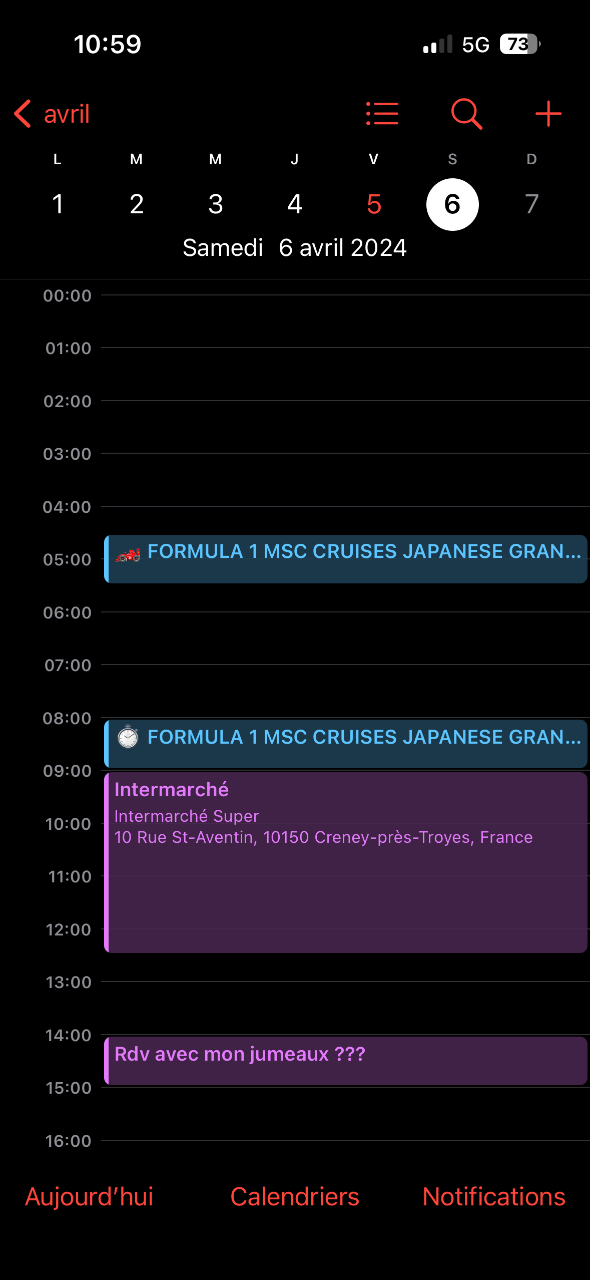 10:59 5G 73
avril
L M M J V S D
1 2 3 4 5 6 7
Samedi 6 avril 2024
00:00
01:00
02:00
03:00
04:00
FORMULA 1 MSC CRUISES JAPANESE GRAN...
05:00
06:00
07:00
08:00
FORMULA 1 MSC CRUISES JAPANESE GRAN...
09:00
Intermarché
Intermarché Super
10:00
10 Rue St-Aventin, 10150 Creney-près-Troyes, France
11:00
12:00
13:00
14:00
Rdv avec mon jumeaux ???
15:00
16:00
Aujourd'hui Calendriers Notifications